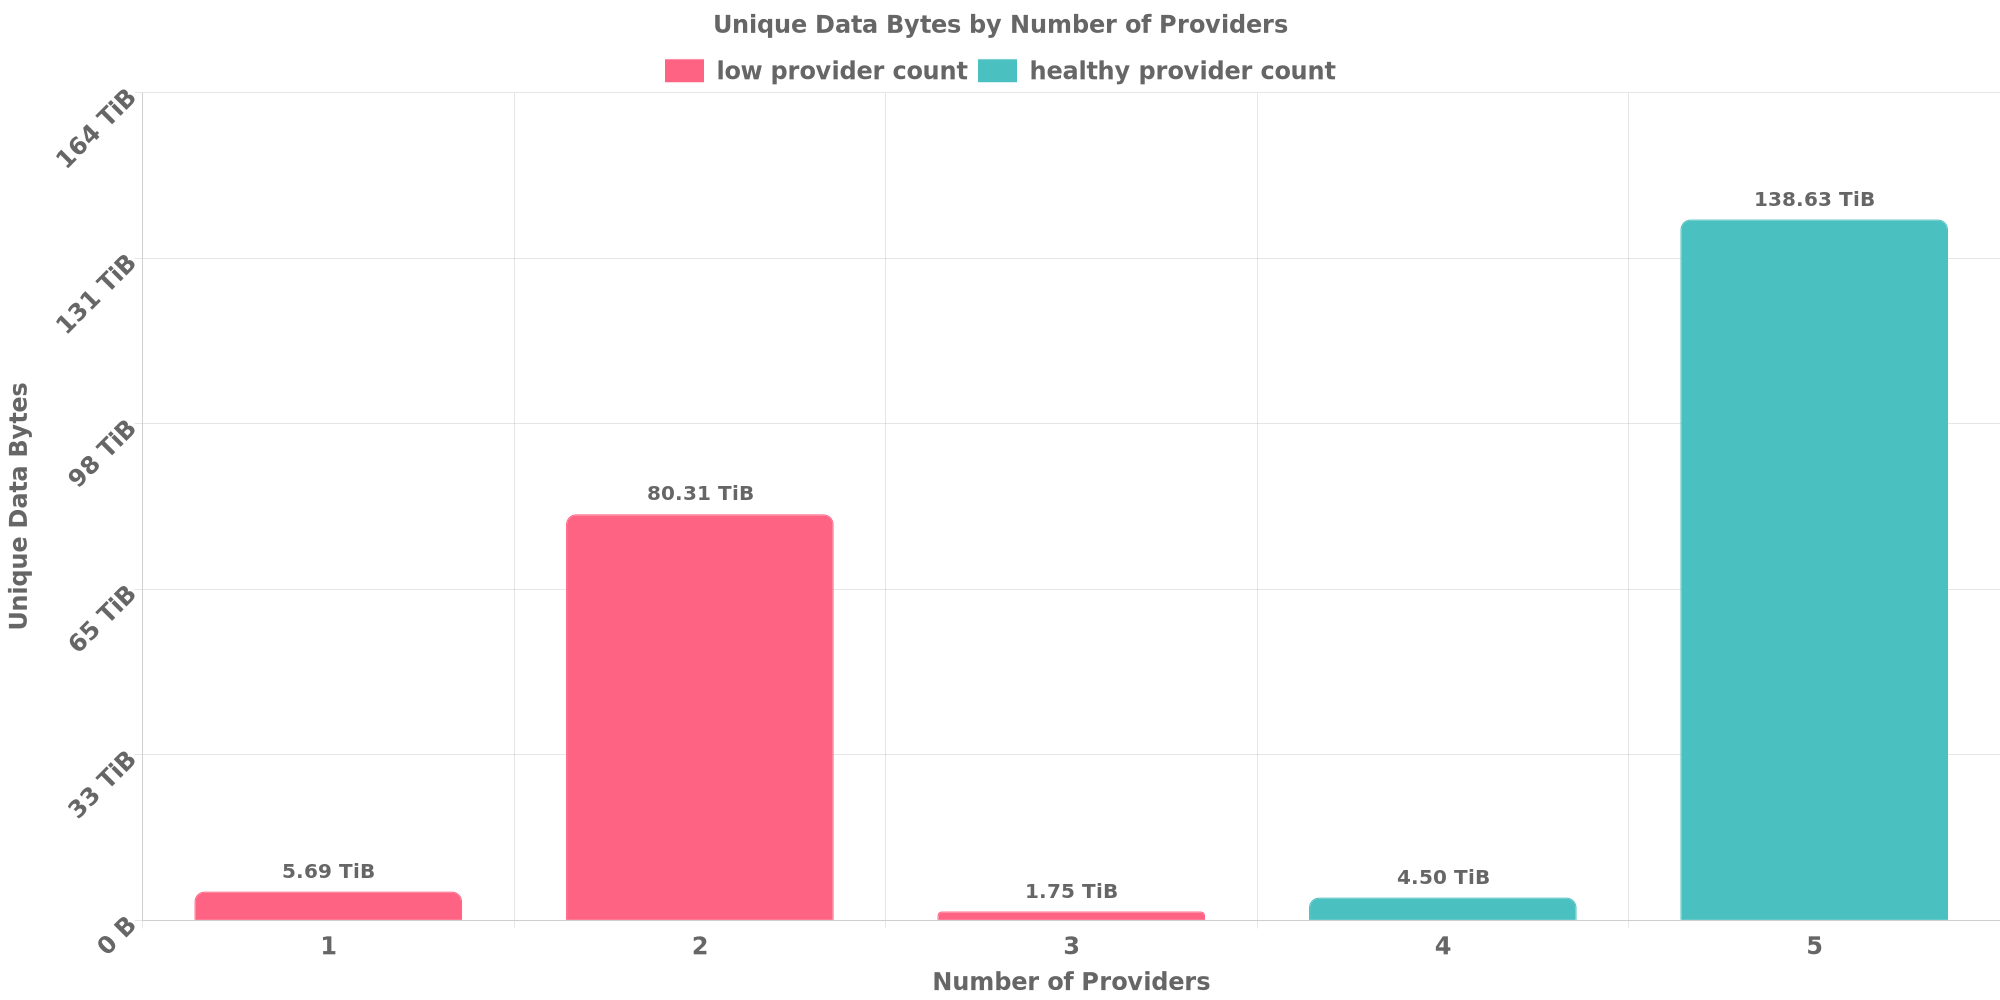 Unique Data Bytes by Number of Providers
low provider count healthy provider count
164 TiB
131 TiB
98 TiB
65 TiB
33 TiB
0 B
Unique Data Bytes
5.69 TiB
80.31 TiB
1.75 TiB
4.50 TiB
138.63 TiB
1 2 3 4 5
Number of Providers